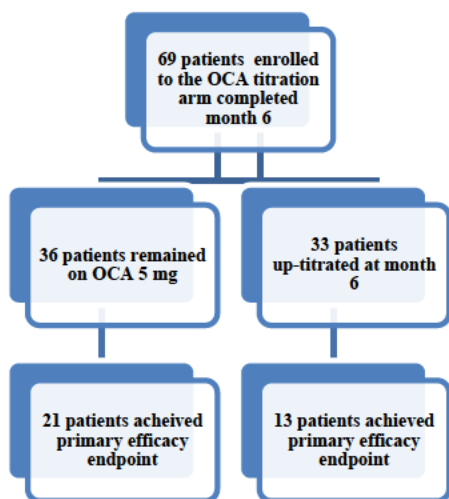 69 patients enrolled
to the OCA titration
arm completed
month 6
36 patients remained
on OCA 5 mg
33 patients
up-titrated at month
6
21 patients acheived
primary efficacy
endpoint
13 patients achieved
primary efficacy
endpoint